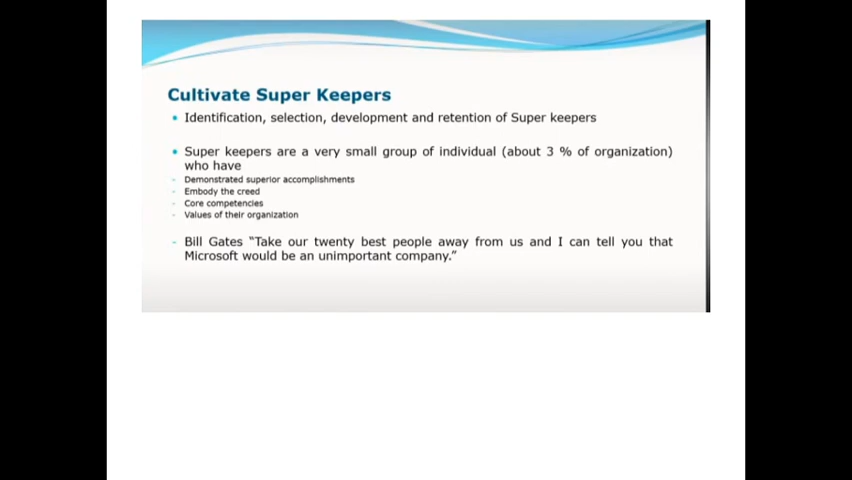 Cultivate Super Keepers
• Identification, selection, development and retention of Super keepers
• Super keepers are a very small group of individual (about 3 % of organization)
who have
- Demonstrated superior accomplishments
- Embody the creed
- Core competencies
- Values of their organization
- Bill Gates “Take our twenty best people away from us and I can tell you that
Microsoft would be an unimportant company.”